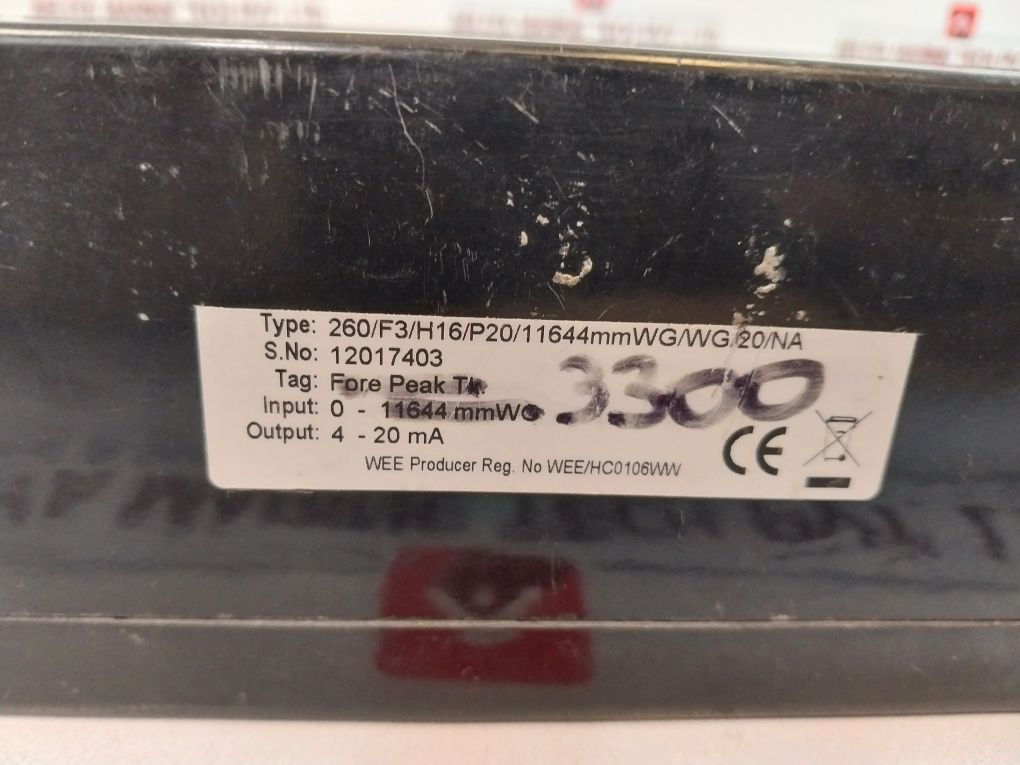 Type: 260/F3/H16/P20/11644mmWG/WG/20/NA
S.No: 12017403
Tag: Fore Peak Tk
3300
Input: 0 - 11644 mmWG
Output: 4 - 20 mA
CE
WEE Producer Reg. No WEE/HC0106WW